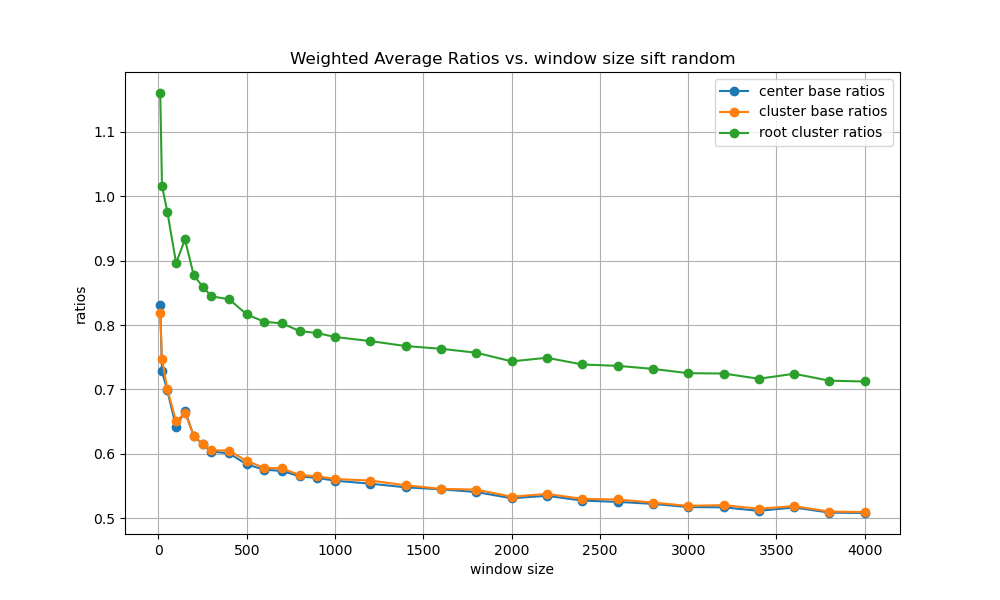 Weighted Average Ratios vs. window size sift random
center base ratios
cluster base ratios
root cluster ratios
ratios
1.1
1.0
0.9
0.8
0.7
0.6
0.5
0 500 1000 1500 2000 2500 3000 3500 4000
window size